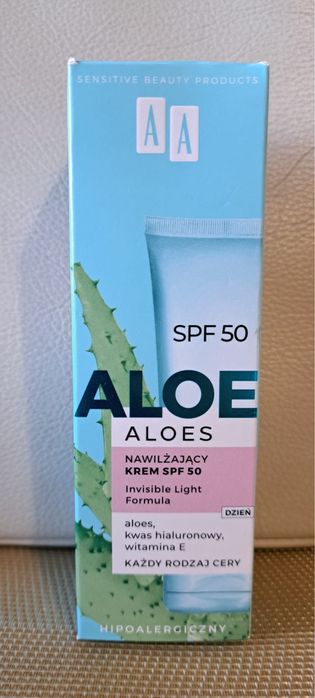 SENSITIVE BEAUTY PRODUCTS
AA
SPF 50
ALOE
ALOES
NAWILŻAJĄCY
KREM SPF 50
Invisible Light
Formula
DZIEŃ
aloes,
kwas hialuronowy,
witamina E
KAŻDY RODZAJ CERY
HIPOALERGICZNY